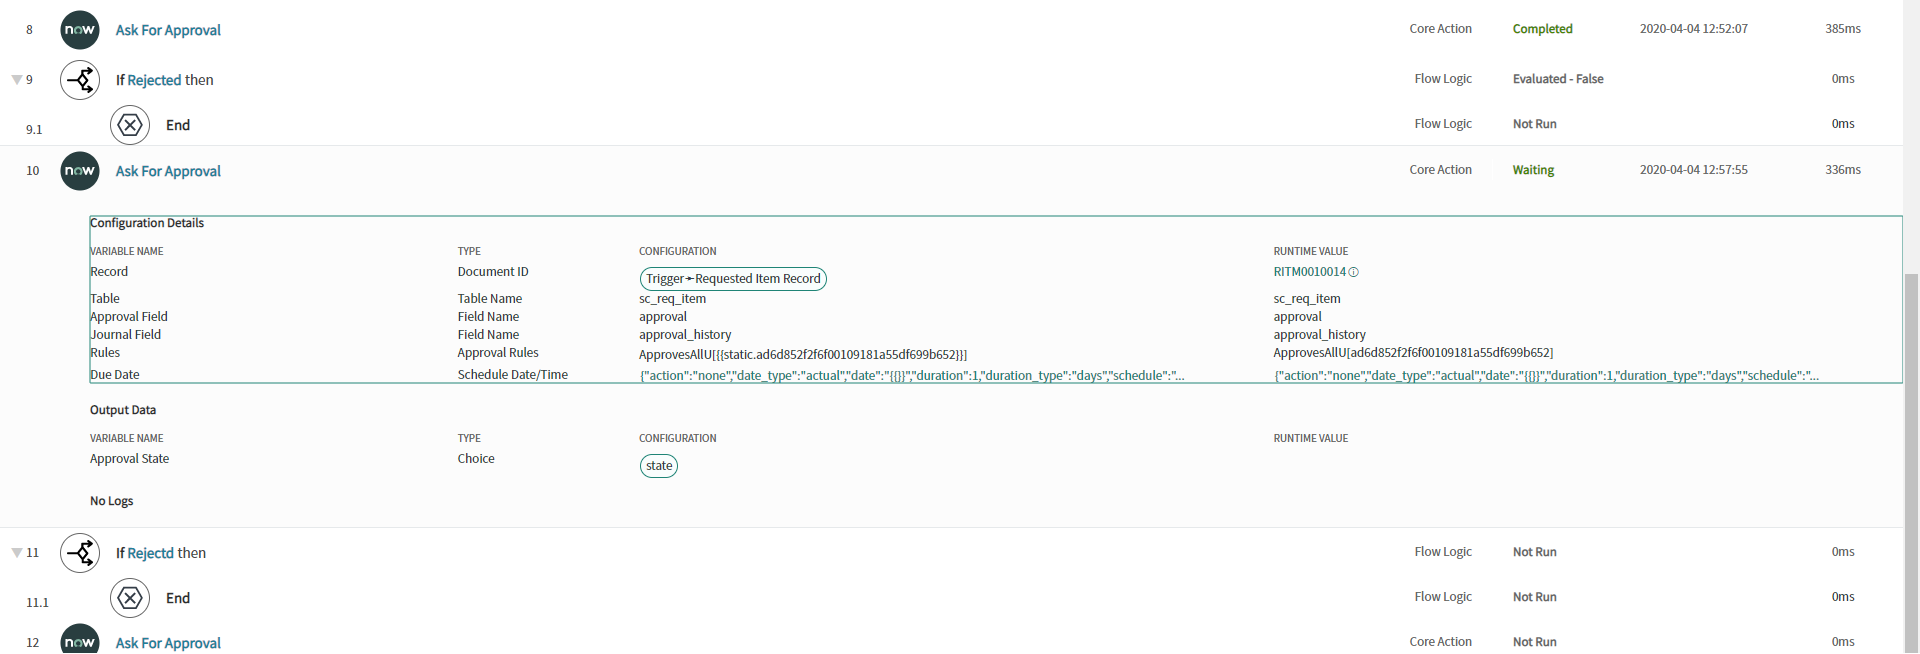 8 now Ask For Approval Core Action Completed 2020-04-04 12:52:07 385ms
9 If Rejected then Flow Logic Evaluated - False 0ms
9.1 End Flow Logic Not Run 0ms
10 now Ask For Approval Core Action Waiting 2020-04-04 12:57:55 336ms
Configuration Details
VARIABLE NAME TYPE CONFIGURATION RUNTIME VALUE
Record Document ID Trigger➛Requested Item Record RITM0010014
Table Table Name sc_req_item sc_req_item
Approval Field Field Name approval approval
Journal Field Field Name approval_history approval_history
Rules Approval Rules ApprovesAllU[{{static.ad6d852f2f6f00109181a55df699b652}}] ApprovesAllU[ad6d852f2f6f00109181a55df699b652]
Due Date Schedule Date/Time {"action":"none","date_type":"actual","date":"{{}}","duration":1,"duration_type":"days","schedule":"... {"action":"none","date_type":"actual","date":"{{}}","duration":1,"duration_type":"days","schedule":"...
Output Data
VARIABLE NAME TYPE CONFIGURATION RUNTIME VALUE
Approval State Choice state
No Logs
11 If Rejectd then Flow Logic Not Run 0ms
11.1 End Flow Logic Not Run 0ms
12 now Ask For Approval Core Action Not Run 0ms